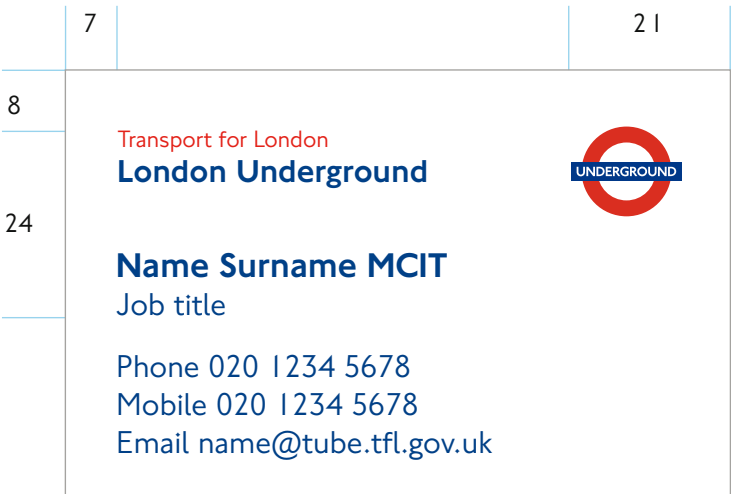 7 21
8
Transport for London
London Underground
UNDERGROUND
24
Name Surname MCIT
Job title
Phone 020 1234 5678
Mobile 020 1234 5678
Email name@tube.tfl.gov.uk